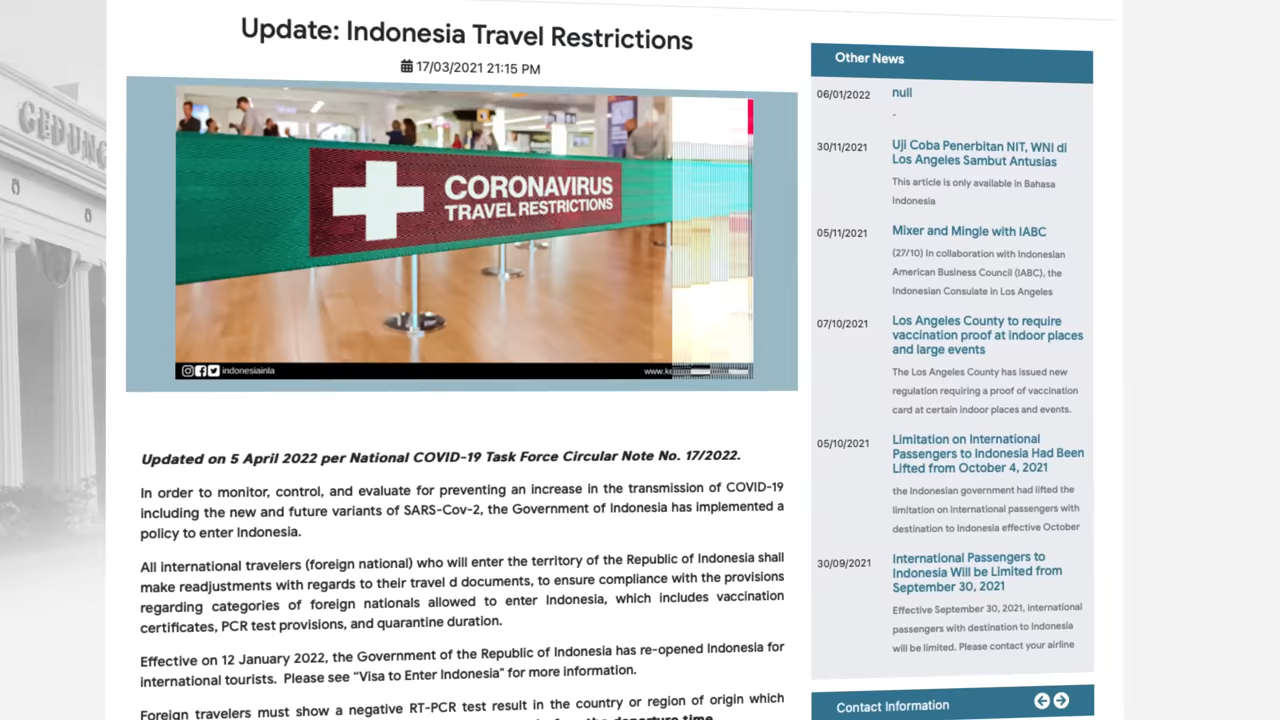 GEDUNG
Update: Indonesia Travel Restrictions
17/03/2021 21:15 PM
CORONAVIRUS
TRAVEL RESTRICTIONS
indonesiainla
www.ke
Updated on 5 April 2022 per National COVID-19 Task Force Circular Note No. 17/2022.
In order to monitor, control, and evaluate for preventing an increase in the transmission of COVID-19
including the new and future variants of SARS-Cov-2, the Government of Indonesia has implemented a
policy to enter Indonesia.
All international travelers (foreign national) who will enter the territory of the Republic of Indonesia shall
make readjustments with regards to their travel d documents, to ensure compliance with the provisions
regarding categories of foreign nationals allowed to enter Indonesia, which includes vaccination
certificates, PCR test provisions, and quarantine duration.
Effective on 12 January 2022, the Government of the Republic of Indonesia has re-opened Indonesia for
international tourists. Please see “Visa to Enter Indonesia” for more information.
Foreign travelers must show a negative RT-PCR test result in the country or region of origin which
the departure time.
Other News
06/01/2022
null
-
30/11/2021
Uji Coba Penerbitan NIT, WNI di
Los Angeles Sambut Antusias
This article is only available in Bahasa
Indonesia
05/11/2021
Mixer and Mingle with IABC
(27/10) In collaboration with Indonesian
American Business Council (IABC), the
Indonesian Consulate in Los Angeles
07/10/2021
Los Angeles County to require
vaccination proof at indoor places
and large events
The Los Angeles County has issued new
regulation requiring a proof of vaccination
card at certain indoor places and events.
05/10/2021
Limitation on International
Passengers to Indonesia Had Been
Lifted from October 4, 2021
the Indonesian government had lifted the
limitation on international passengers with
destination to Indonesia effective October
30/09/2021
International Passengers to
Indonesia Will be Limited from
September 30, 2021
Effective September 30, 2021, international
passengers with destination to Indonesia
will be limited. Please contact your airline
Contact Information